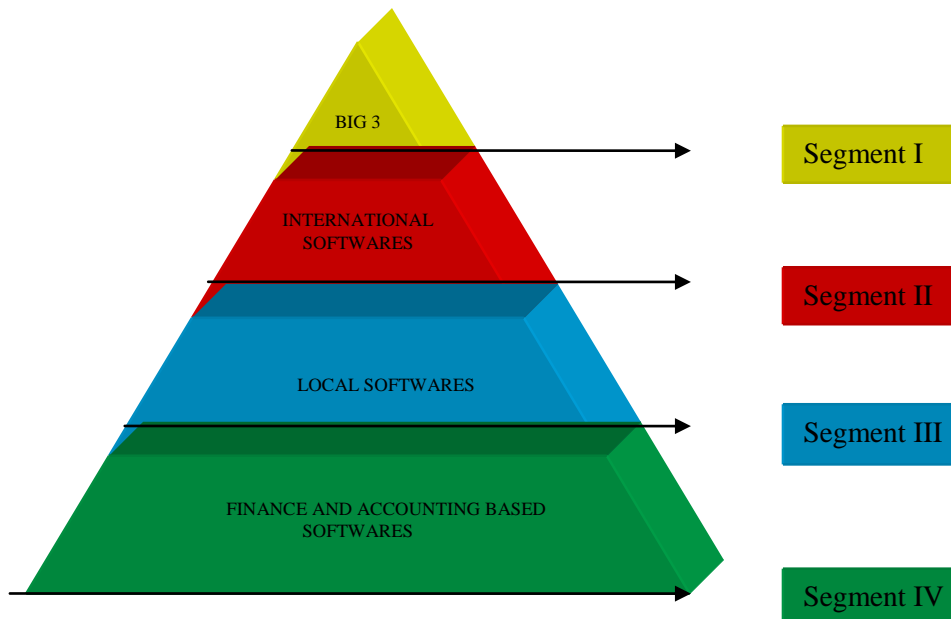 BIG 3
Segment I
INTERNATIONAL
SOFTWARES
Segment II
LOCAL SOFTWARES
Segment III
FINANCE AND ACCOUNTING BASED
SOFTWARES
Segment IV